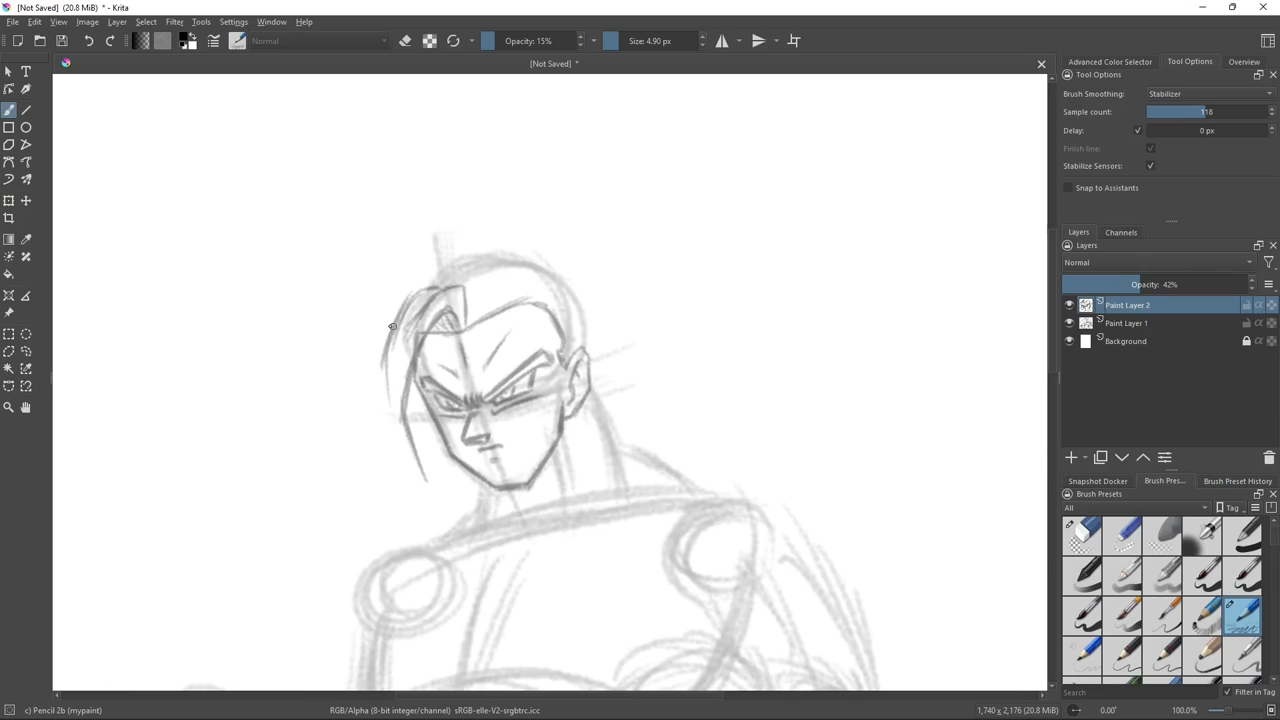 [Not Saved] (20.8 MiB) * - Krita
File Edit View Image Layer Select Filter Tools Settings Window Help
Normal Opacity: 15% Size: 4.90 px
[Not Saved] *
Advanced Color Selector Tool Options Overview
Tool Options
Brush Smoothing: Stabilizer
Sample count: 118
Delay: 0 px
Finish line:
Stabilize Sensors:
Snap to Assistants
Layers Channels
Layers
Normal
Opacity: 42%
Paint Layer 2
Paint Layer 1
Background
Snapshot Docker Brush Pres... Brush Preset History
Brush Presets
All Tag
Search Filter in Tag
c) Pencil 2b (mypaint) RGB/Alpha (8-bit integer/channel) sRGB-elle-V2-srgbtrc.icc 1,740 x 2,176 (20.8 MiB) 0.00° 100.0%